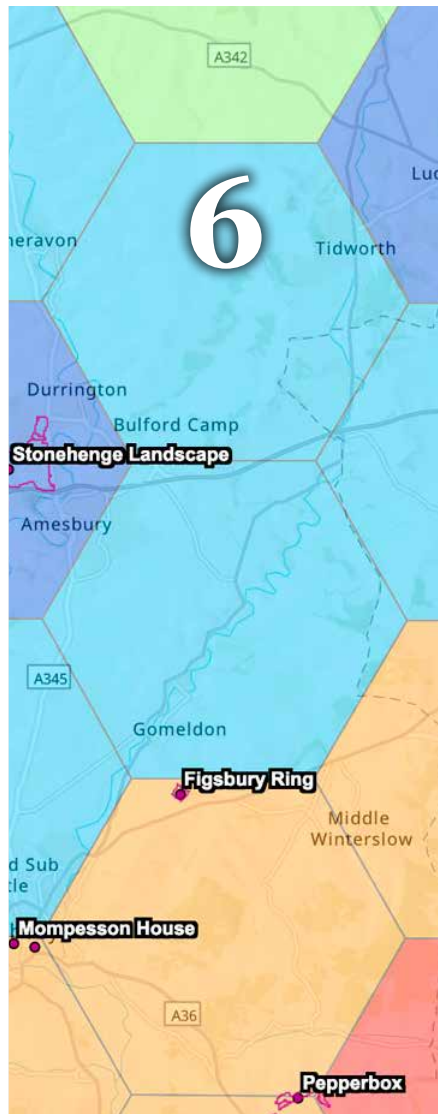 A342
6
Luc
heravon
Tidworth
Durrington
Bulford Camp
Stonehenge Landscape
Amesbury
A345
Gomeldon
Figsbury Ring
Middle
Winterslow
d Sub
tle
Mompesson House
A36
Pepperbox